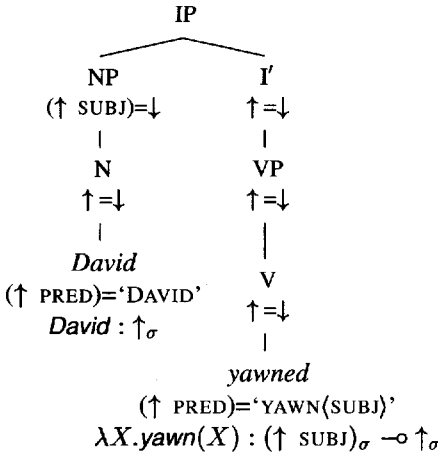 IP
NP I′
(↑ SUBJ)=↓ ↑=↓
N VP
↑=↓ ↑=↓
David V
(↑ PRED)=‘DAVID’ ↑=↓
David : ↑σ
yawned
(↑ PRED)=‘YAWN⟨SUBJ⟩’
λX.yawn(X) : (↑ SUBJ)σ ⊸ ↑σ